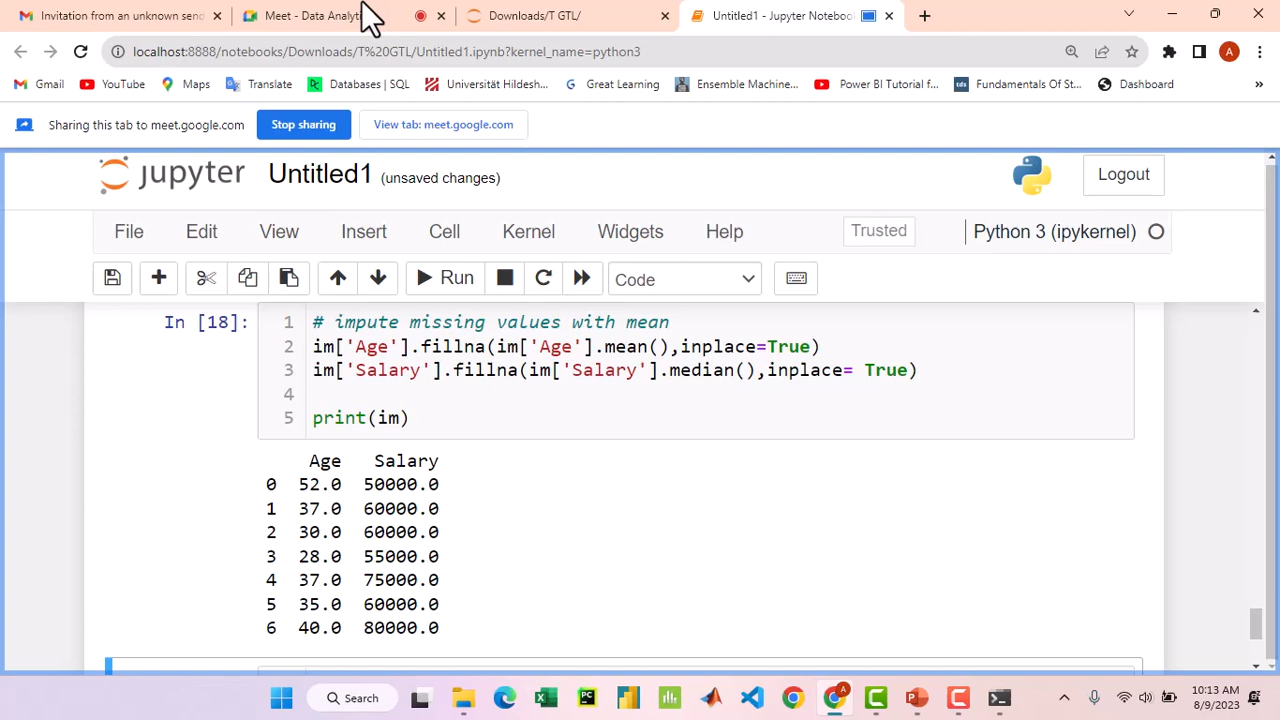 Invitation from an unknown send
Meet - Data Analyt
Downloads/T GTL/
Untitled1 - Jupyter Notebook
localhost:8888/notebooks/Downloads/T%20GTL/Untitled1.ipynb?kernel_name=python3
A
Gmail
YouTube
Maps
Translate
Databases | SQL
Universität Hildesh...
Great Learning
Ensemble Machine...
Power BI Tutorial f...
Fundamentals Of St...
Dashboard
»
Sharing this tab to meet.google.com
Stop sharing
View tab: meet.google.com
jupyter Untitled1 (unsaved changes)
Logout
File Edit View Insert Cell Kernel Widgets Help
Trusted
Python 3 (ipykernel)
Run
Code
In [18]:
1 # impute missing values with mean
2 im['Age'].fillna(im['Age'].mean(),inplace=True)
3 im['Salary'].fillna(im['Salary'].median(),inplace= True)
4
5 print(im)
Age Salary
0 52.0 50000.0
1 37.0 60000.0
2 30.0 60000.0
3 28.0 55000.0
4 37.0 75000.0
5 35.0 60000.0
6 40.0 80000.0
Search
10:13 AM
8/9/2023